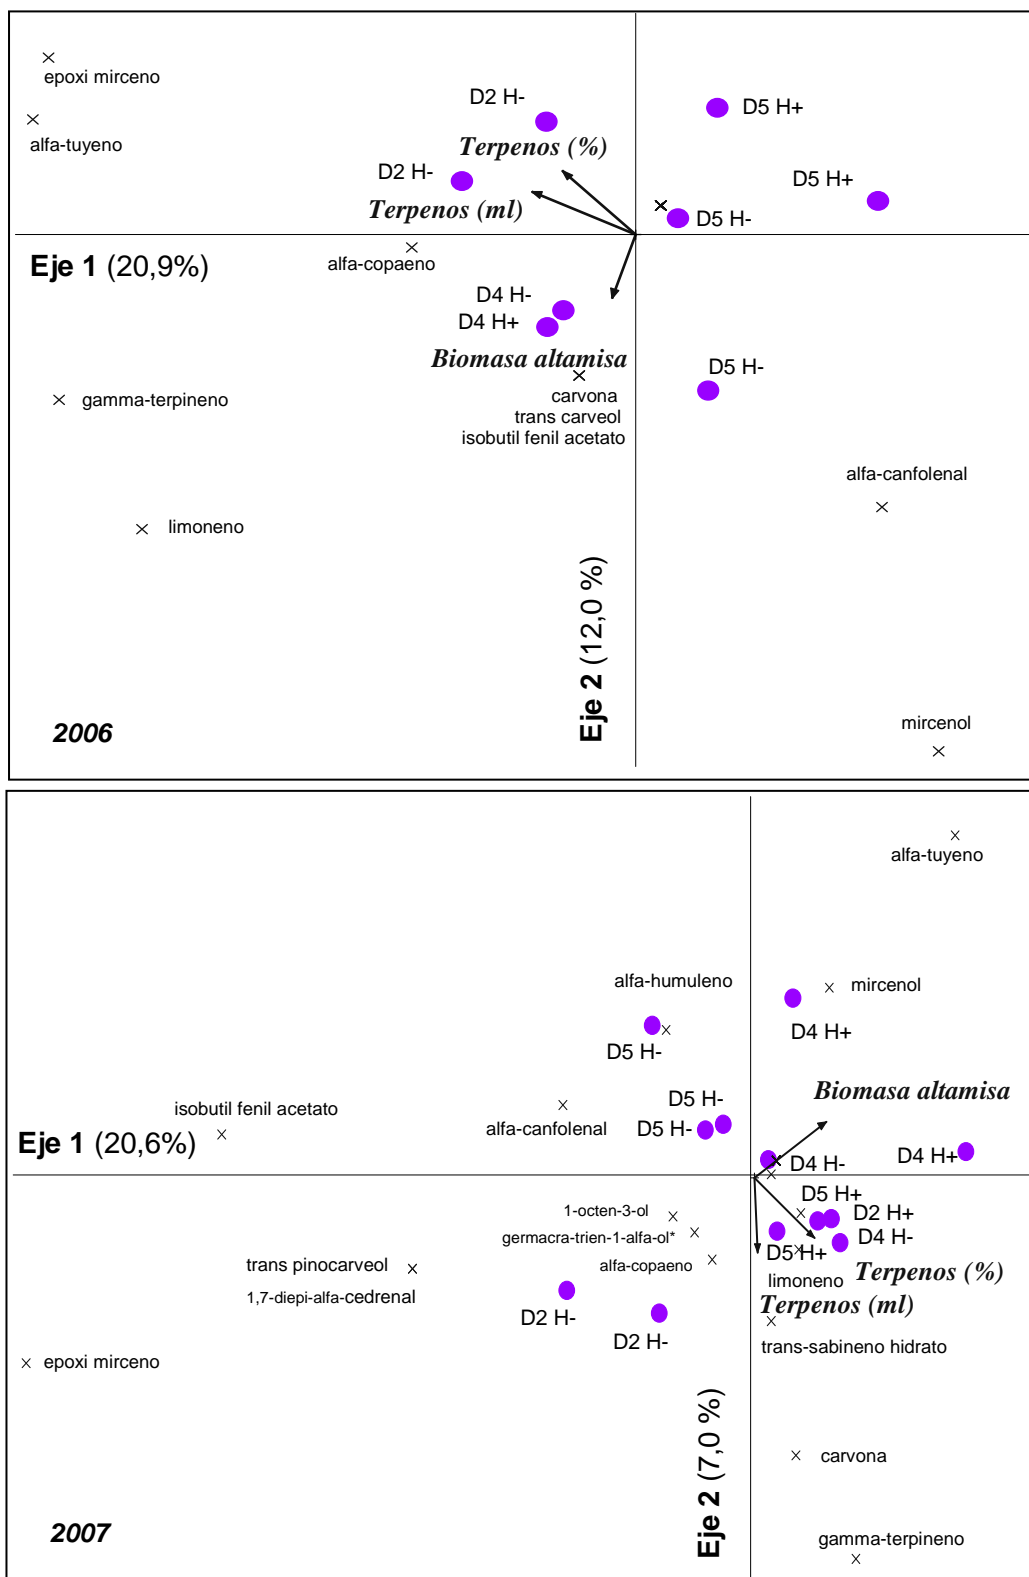 epoxi mirceno
D2 H-
D5 H+
alfa-tuyeno
Terpenos (%)
D2 H-
D5 H+
Terpenos (ml)
D5 H-
alfa-copaeno
Eje 1 (20,9%)
D4 H-
D4 H+
Biomasa altamisa
D5 H-
gamma-terpineno
carvona
trans carveol
isobutil fenil acetato
alfa-canfolenal
limoneno
Eje 2 (12,0 %)
mircenol
2006
alfa-tuyeno
alfa-humuleno
mircenol
D4 H+
D5 H-
Biomasa altamisa
D5 H-
isobutil fenil acetato
alfa-canfolenal
D5 H-
Eje 1 (20,6%)
D4 H-
D4 H+
D5 H+
1-octen-3-ol
D2 H+
germacra-trien-1-alfa-ol*
D4 H-
D5 H+
trans pinocarveol
alfa-copaeno
limoneno
Terpenos (%)
1,7-diepi-alfa-cedrenal
Terpenos (ml)
D2 H-
D2 H-
trans-sabineno hidrato
epoxi mirceno
Eje 2 (7,0 %)
carvona
2007
gamma-terpineno